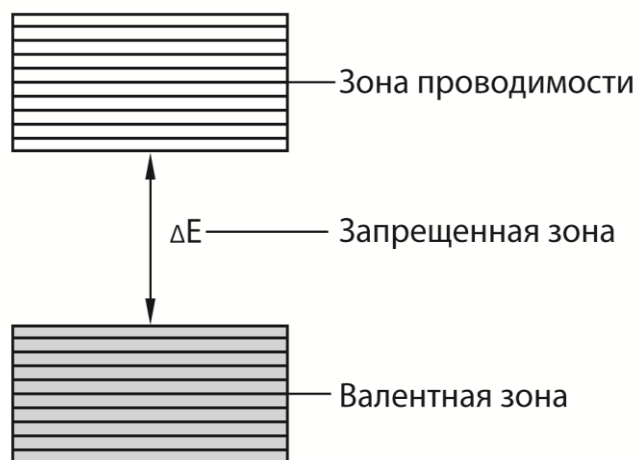 Зона проводимости
ΔE
Запрещенная зона
Валентная зона